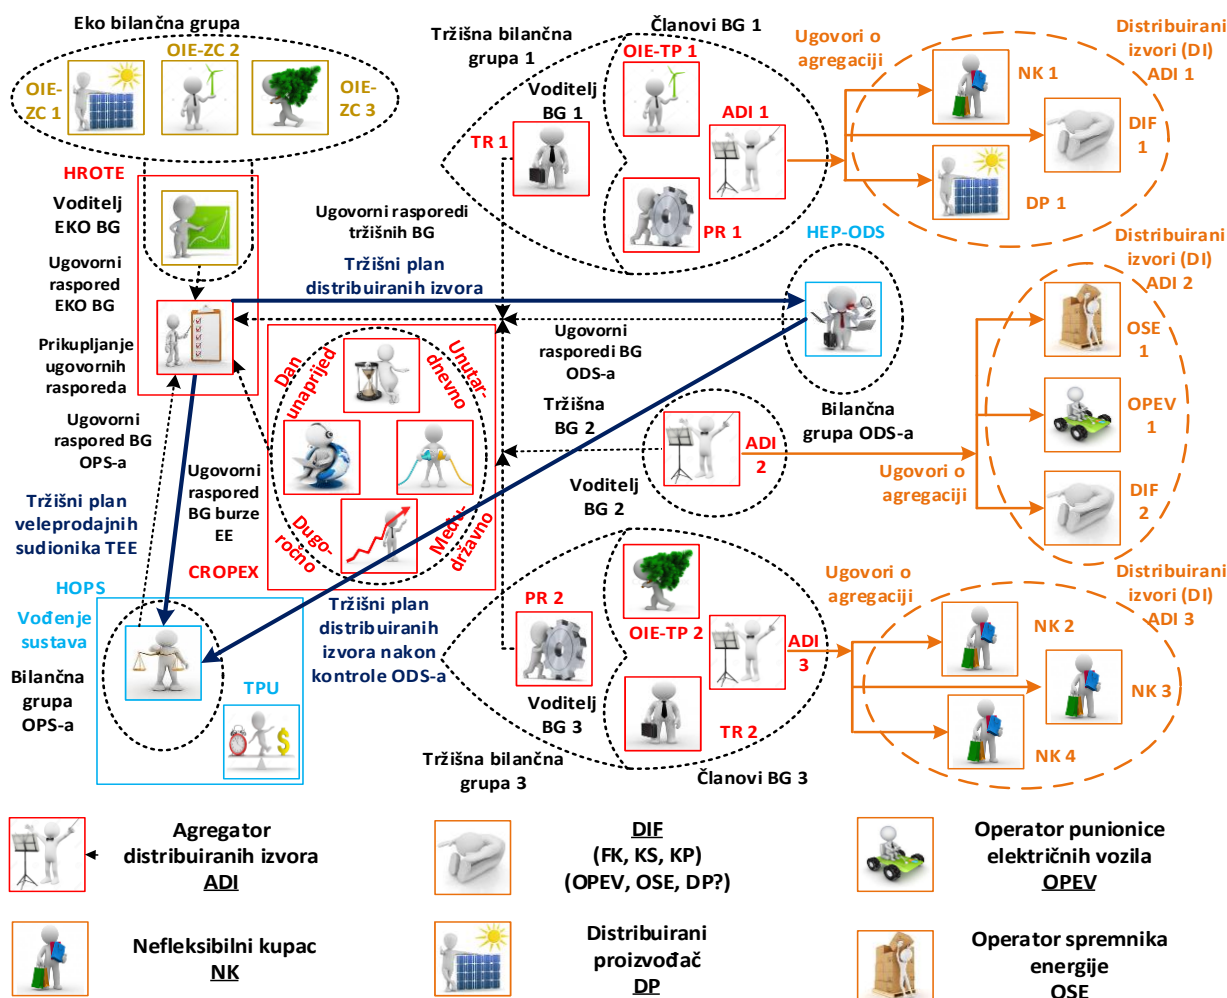 Eko bilančna grupa
OIE-ZC 2
OIE-
ZC 1
OIE-
ZC 3
HROTE
Voditelj
EKO BG
Ugovorni
raspored
EKO BG
Prikupljanje
ugovornih
rasporeda
Ugovorni
raspored BG
OPS-a
Tržišni plan
veleprodajnih
sudionika TEE
HOPS
Vođenje
sustava
Bilančna
grupa
OPS-a
TPU
Ugovorni
raspored
BG burze
EE
CROPEX
Dan
unaprijed
Unutar-
dnevno
Dugo-
ročno
Među-
državno
Ugovorni rasporedi
tržišnih BG
Tržišni plan
distribuiranih izvora
Tržišni plan
distribuiranih
izvora nakon
kontrole ODS-a
Tržišna
bilančna
grupa 1
Članovi BG 1
Voditelj
BG 1
TR 1
OIE-TP 1
ADI 1
PR 1
Ugovori o
agregaciji
Distribuirani
izvori (DI)
ADI 1
NK 1
DIF
1
DP 1
HEP-ODS
Ugovorni
rasporedi BG
ODS-a
Bilančna
grupa ODS-a
Tržišna
BG 2
Voditelj
BG 2
ADI
2
Ugovori o
agregaciji
Distribuirani
izvori (DI)
ADI 2
OSE
1
OPEV
1
DIF
2
PR 2
Voditelj
BG 3
Tržišna bilančna
grupa 3
OIE-TP 2
ADI
3
TR 2
Članovi BG 3
Ugovori o
agregaciji
Distribuirani
izvori (DI)
ADI 3
NK 2
NK 3
NK 4
Agregator
distribuiranih izvora
ADI
DIF
(FK, KS, KP)
(OPEV, OSE, DP?)
Operator punionice
električnih vozila
OPEV
Nefleksibilni kupac
NK
Distribuirani
proizvođač
DP
Operator spremnika
energije
OSE